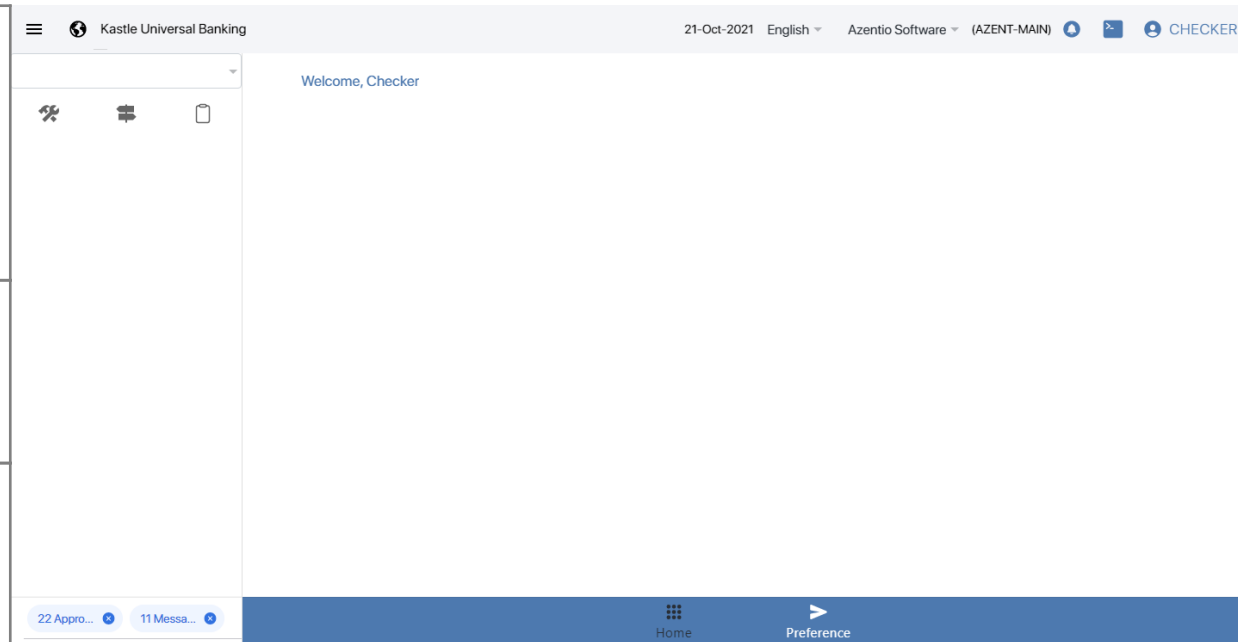 Kastle Universal Banking 21-Oct-2021 English Azentio Software (AZENT-MAIN) CHECKER
Welcome, Checker
22 Appro... 11 Messa...
Home Preference